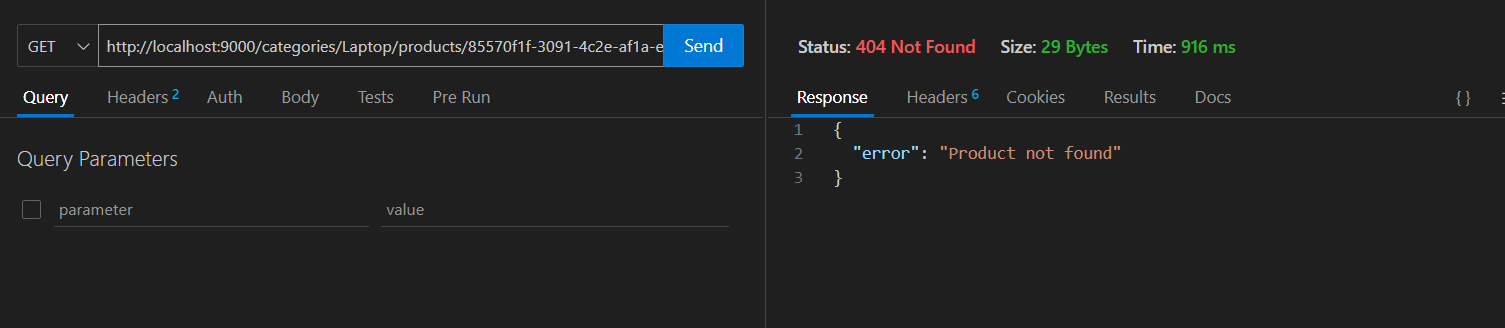 GET http://localhost:9000/categories/Laptop/products/85570f1f-3091-4c2e-af1a-e Send
Query Headers 2 Auth Body Tests Pre Run
Query Parameters
parameter value
Status: 404 Not Found Size: 29 Bytes Time: 916 ms
Response Headers 6 Cookies Results Docs { }
1 {
2 "error": "Product not found"
3 }